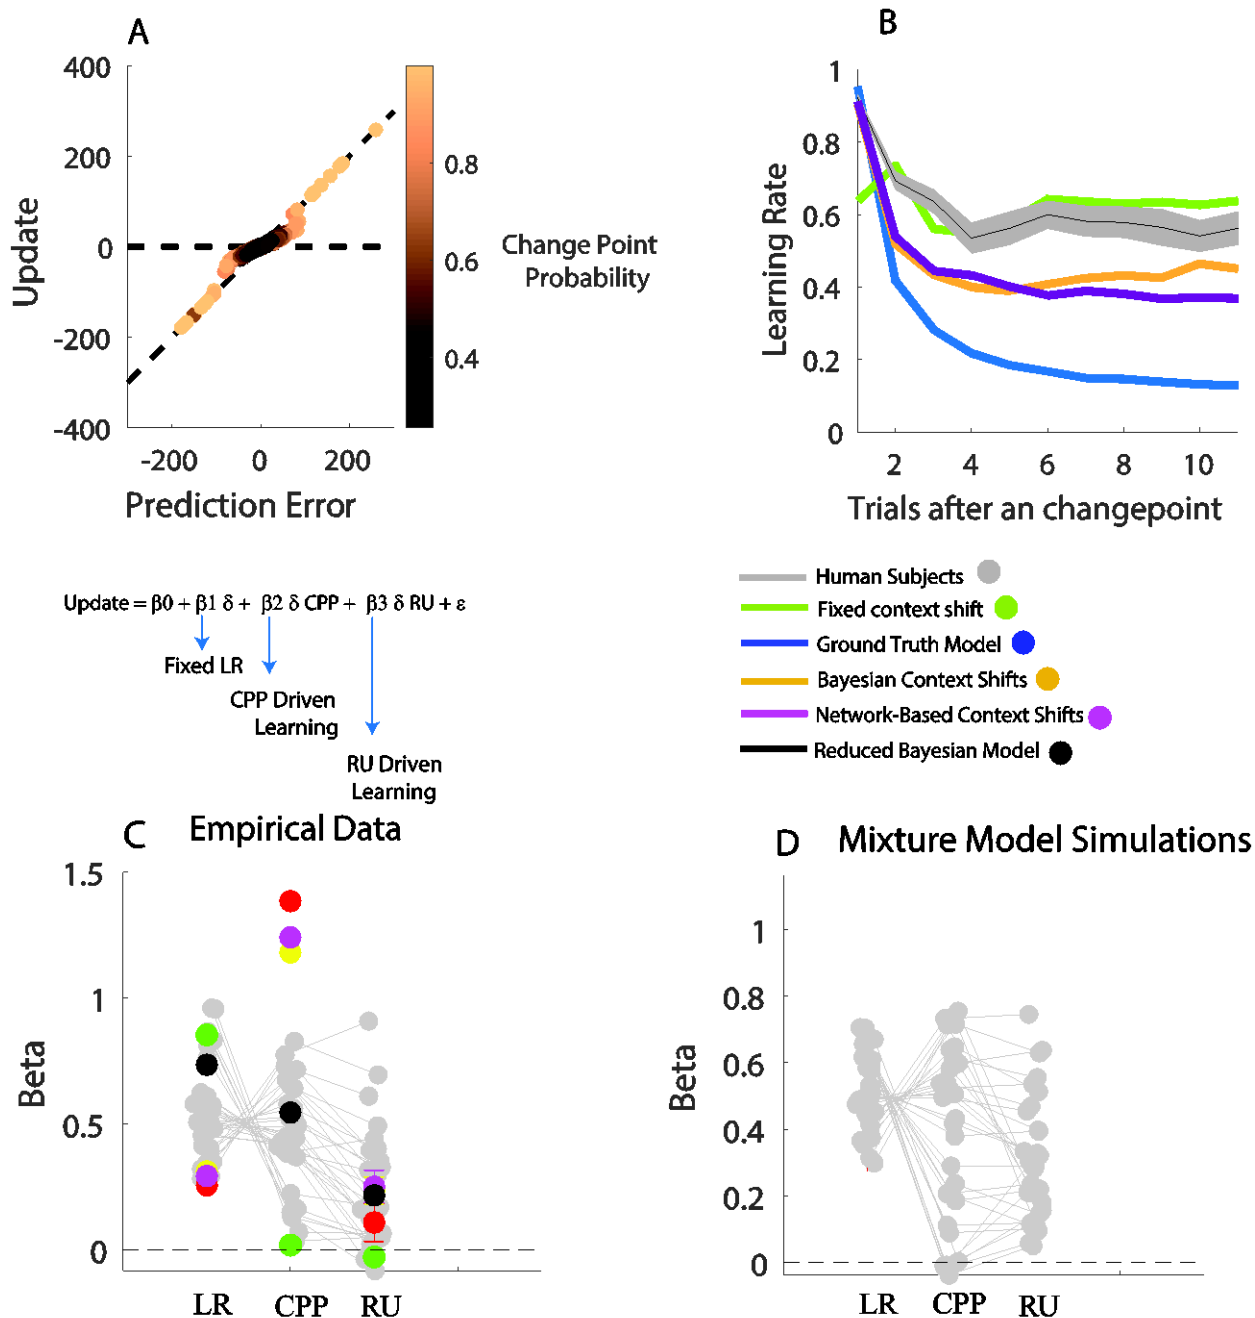 A
400
200
0
-200
-400
Update
-200 0 200
Prediction Error
0.8
0.6
0.4
Change Point
Probability
B
1
0.8
0.6
0.4
0.2
0
Learning Rate
2 4 6 8 10
Trials after an changepoint
Update = β0 + β1 δ + β2 δ CPP + β3 δ RU + ε
Fixed LR
CPP Driven
Learning
RU Driven
Learning
Human Subjects
Fixed context shift
Ground Truth Model
Bayesian Context Shifts
Network-Based Context Shifts
Reduced Bayesian Model
C Empirical Data
1.5
1
0.5
0
Beta
LR CPP RU
D Mixture Model Simulations
1
0.8
0.6
0.4
0.2
0
Beta
LR CPP RU